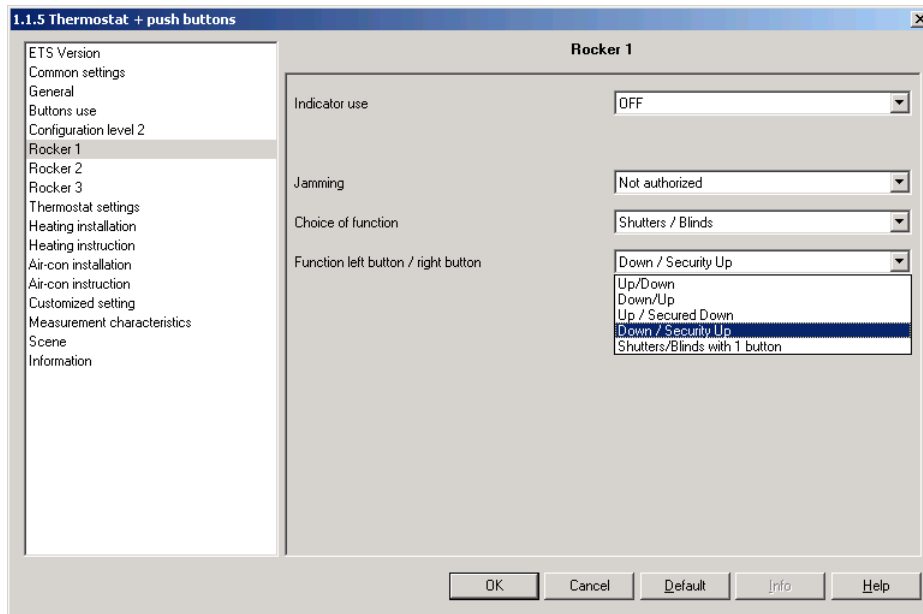 1.1.5 Thermostat + push buttons
ETS Version
Common settings
General
Buttons use
Configuration level 2
Rocker 1
Rocker 2
Rocker 3
Thermostat settings
Heating installation
Heating instruction
Air-con installation
Air-con instruction
Customized setting
Measurement characteristics
Scene
Information
Rocker 1
Indicator use
OFF
Jamming
Not authorized
Choice of function
Shutters / Blinds
Function left button / right button
Down / Security Up
Up/Down
Down/Up
Up / Secured Down
Down / Security Up
Shutters/Blinds with 1 button
OK
Cancel
Default
Info
Help